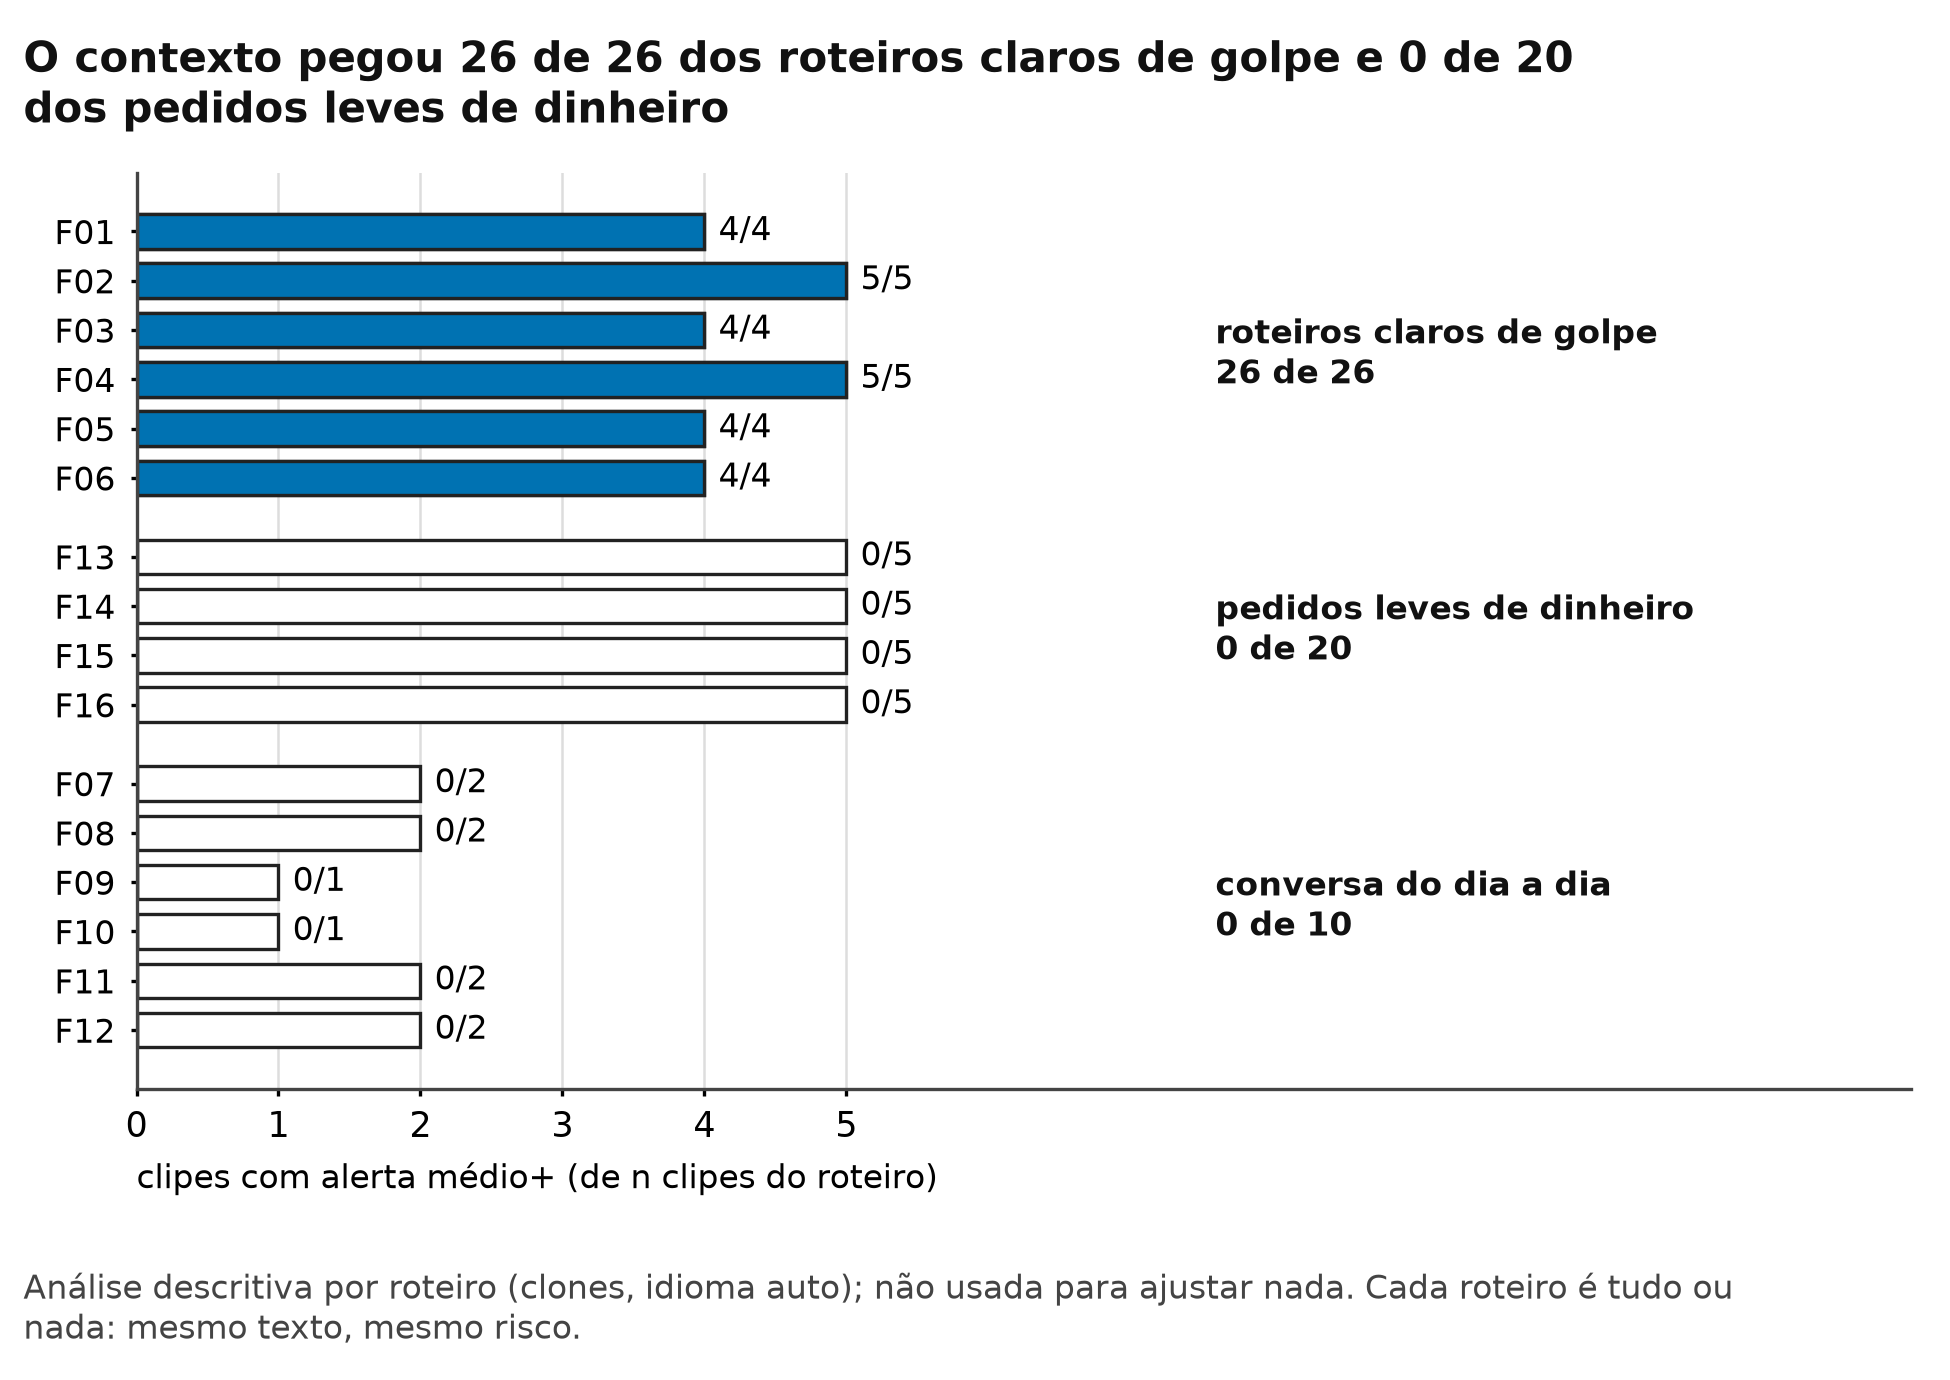 O contexto pegou 26 de 26 dos roteiros claros de golpe e 0 de 20
dos pedidos leves de dinheiro
F01 4/4
F02 5/5
F03 4/4
F04 5/5
F05 4/4
F06 4/4
roteiros claros de golpe
26 de 26
F13 0/5
F14 0/5
F15 0/5
F16 0/5
pedidos leves de dinheiro
0 de 20
F07 0/2
F08 0/2
F09 0/1
F10 0/1
F11 0/2
F12 0/2
conversa do dia a dia
0 de 10
0 1 2 3 4 5
clipes com alerta médio+ (de n clipes do roteiro)
Análise descritiva por roteiro (clones, idioma auto); não usada para ajustar nada. Cada roteiro é tudo ou
nada: mesmo texto, mesmo risco.